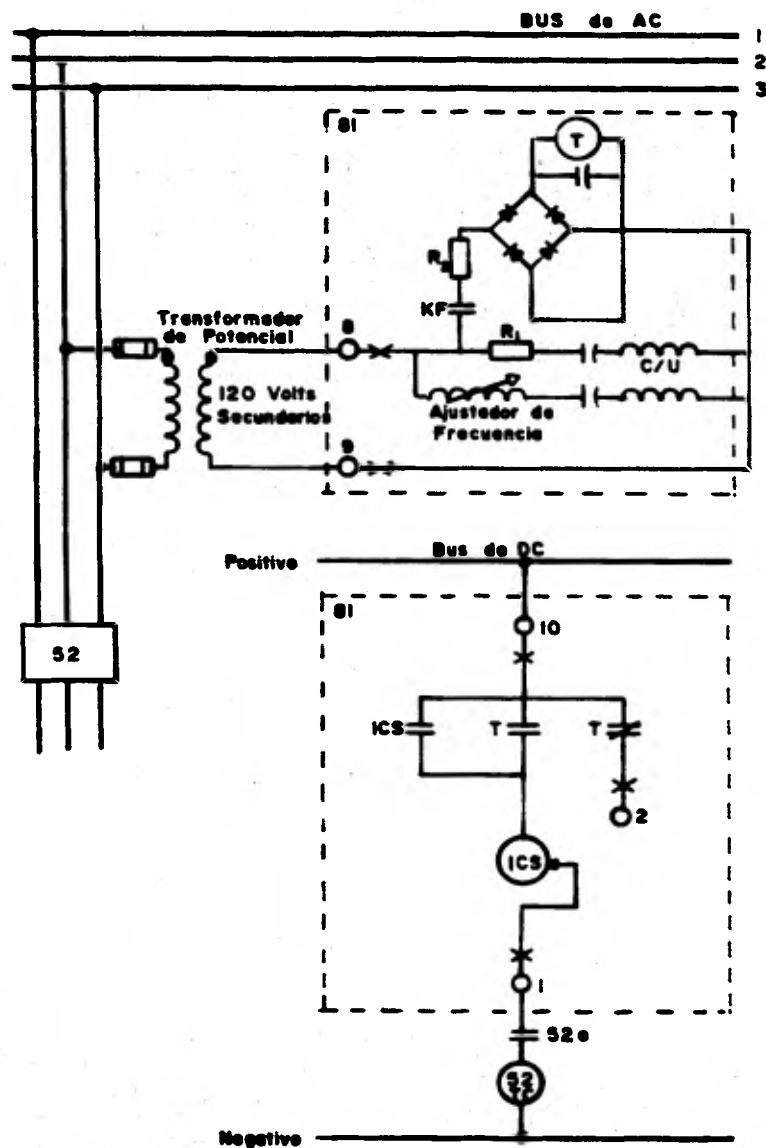 BUS de AC
1
2
3
81
T
R2
KF
Transformador
de Potencial
8
R1
C/U
120 Volts
Secundarios
Ajustador de
Frecuencia
9
Bus de DC
Positivo
81
52
10
ICS
T
T
2
ICS
1
52a
52
TC
Negativo